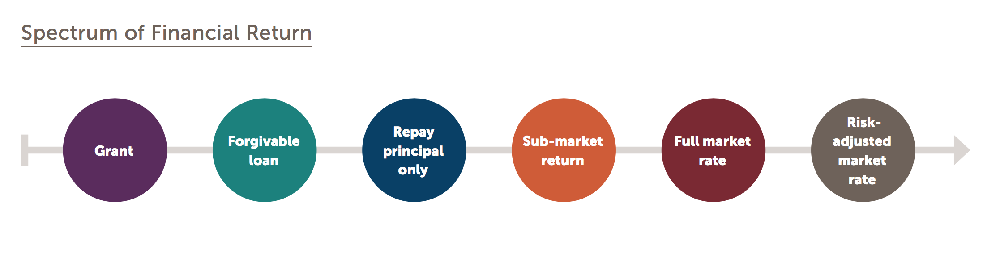 Spectrum of Financial Return
Grant
Forgivable
loan
Repay
principal
only
Sub-market
return
Full market
rate
Risk-
adjusted
market
rate